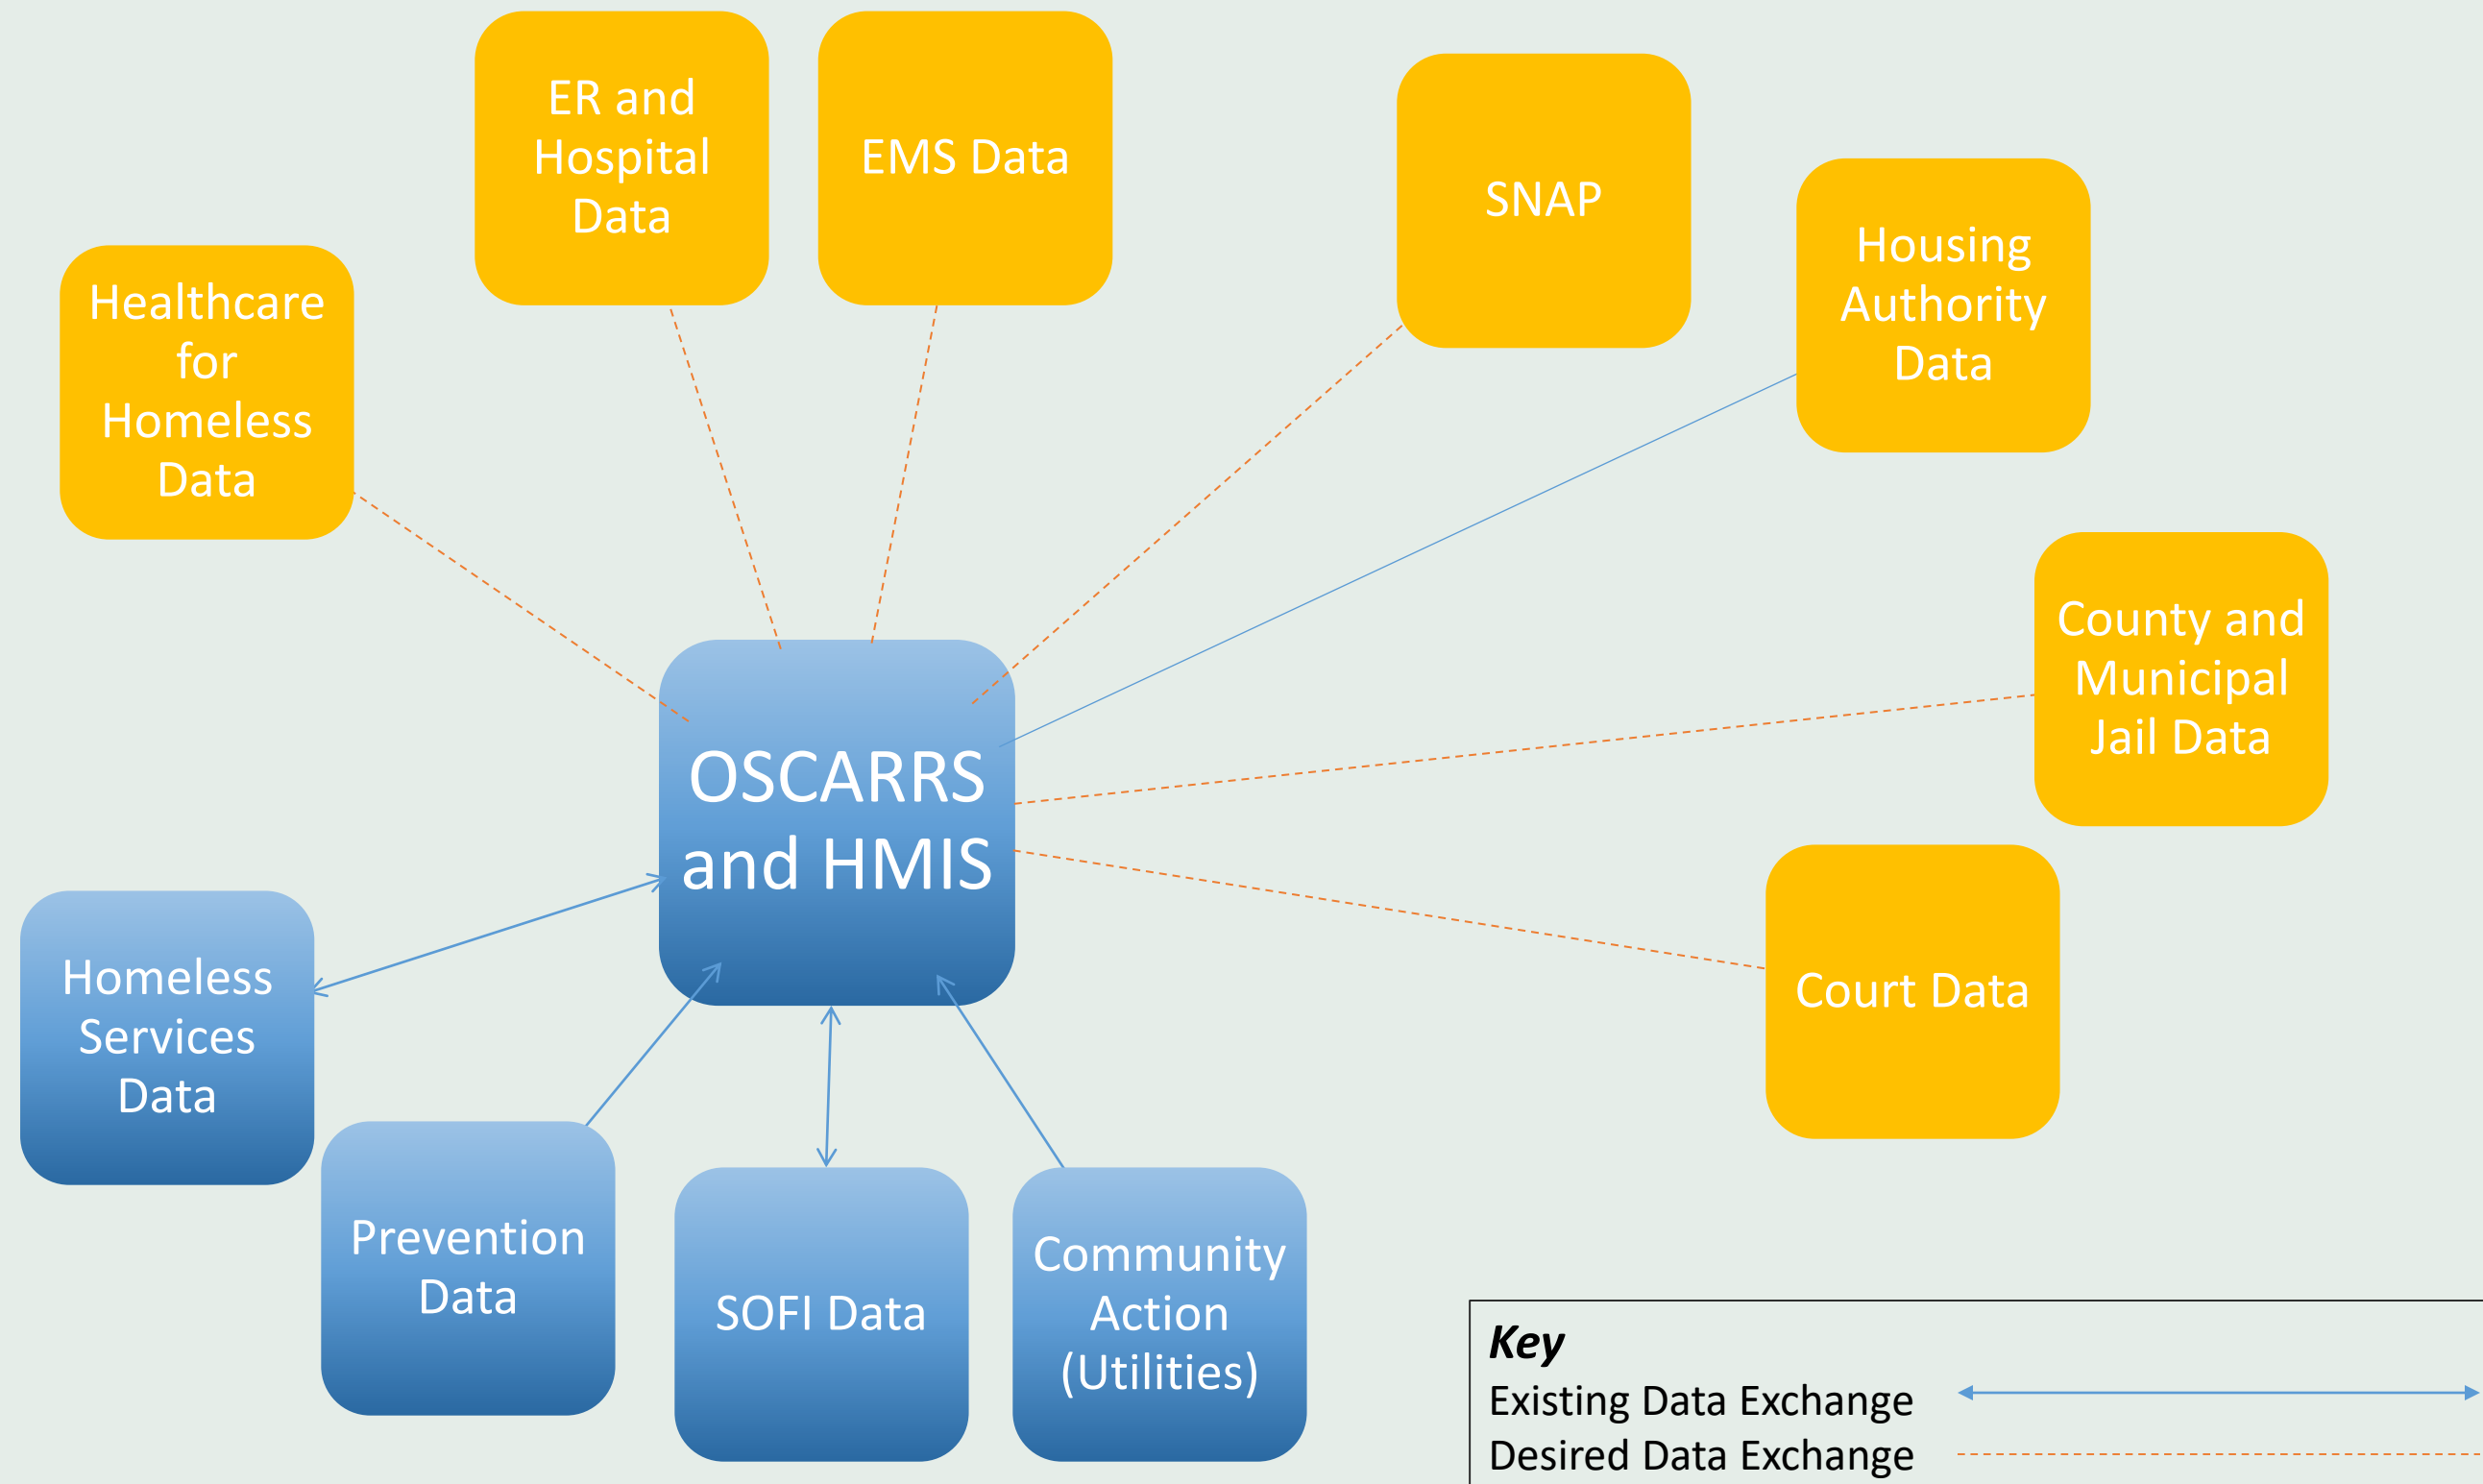 ER and
Hospital
Data
EMS Data
SNAP
Housing
Authority
Data
Healthcare
for
Homeless
Data
County and
Municipal
Jail Data
OSCARRS
and HMIS
Court Data
Homeless
Services
Data
Prevention
Data
SOFI Data
Community
Action
(Utilities)
Key
Existing Data Exchange
Desired Data Exchange